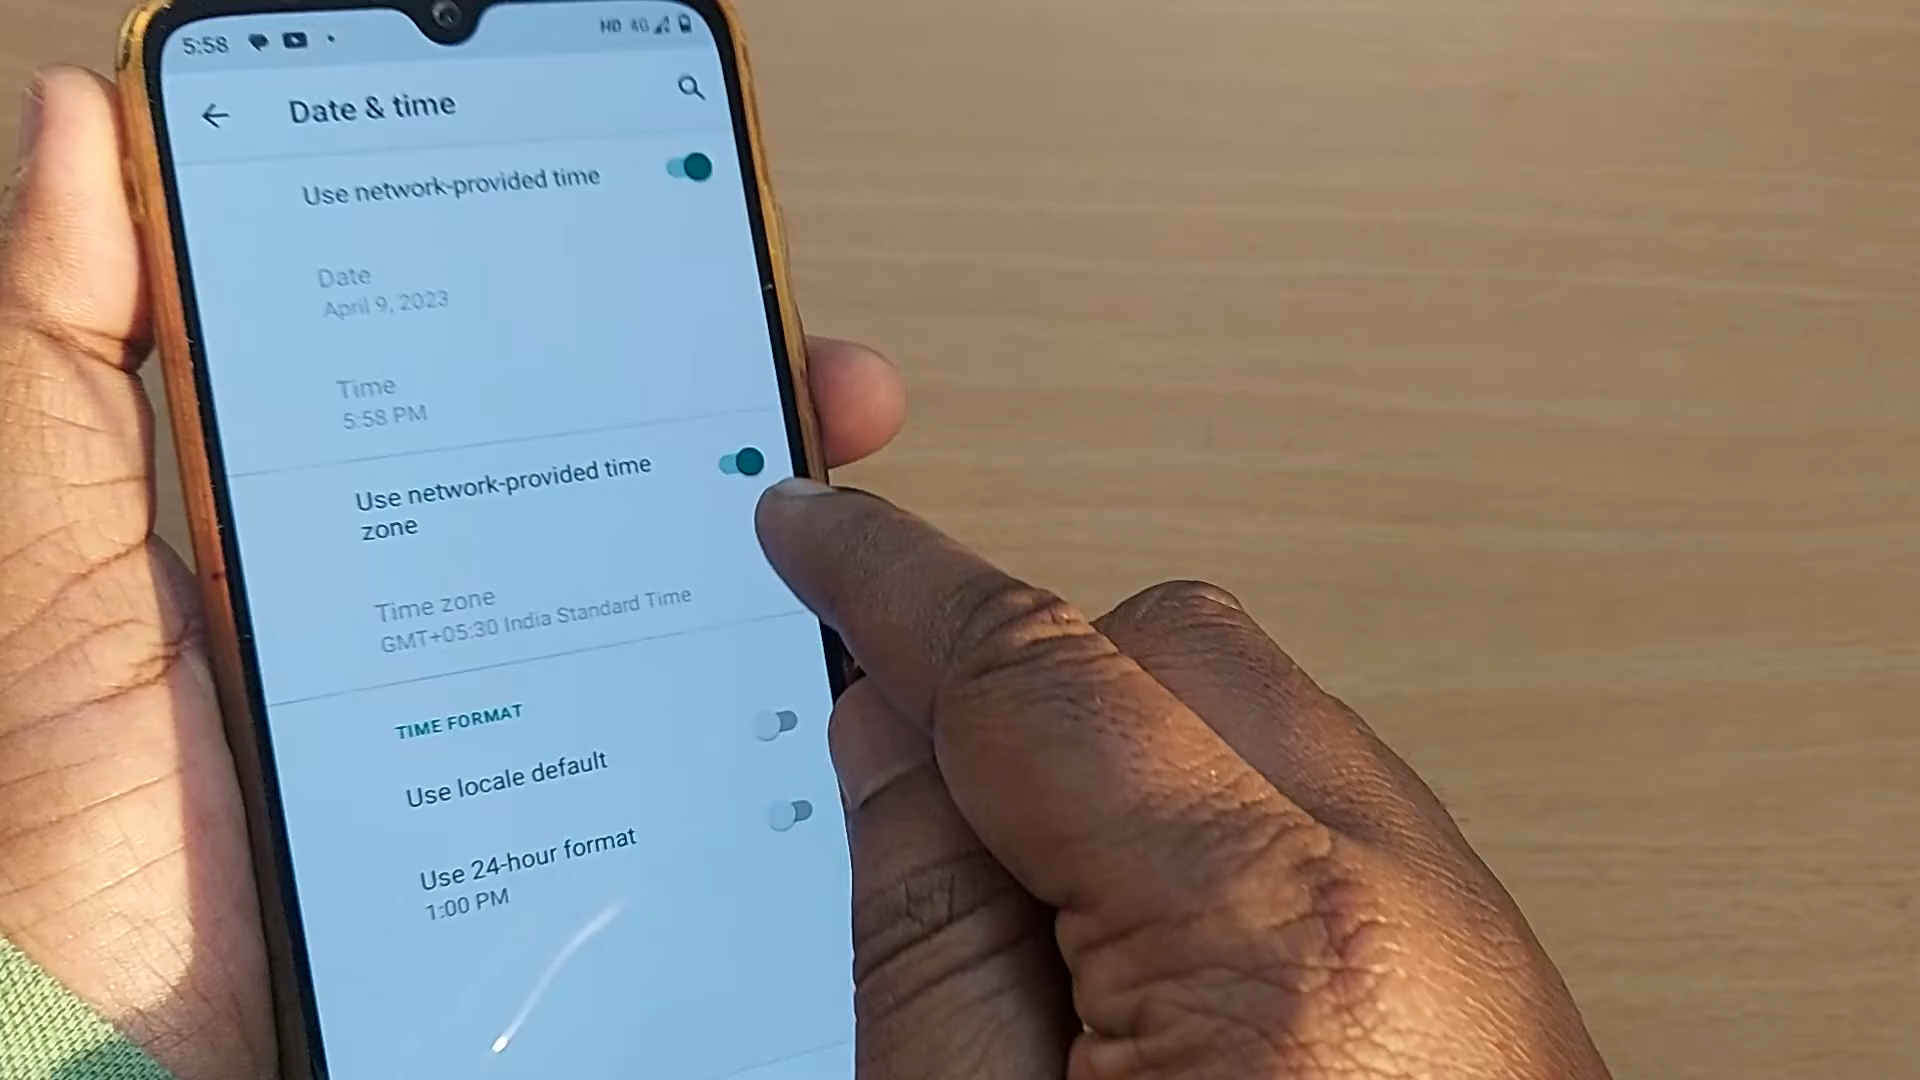 5:58
HD 4G
Date & time
Use network-provided time
Date
April 9, 2023
Time
5:58 PM
Use network-provided time
zone
Time zone
GMT+05:30 India Standard Time
TIME FORMAT
Use locale default
Use 24-hour format
1:00 PM